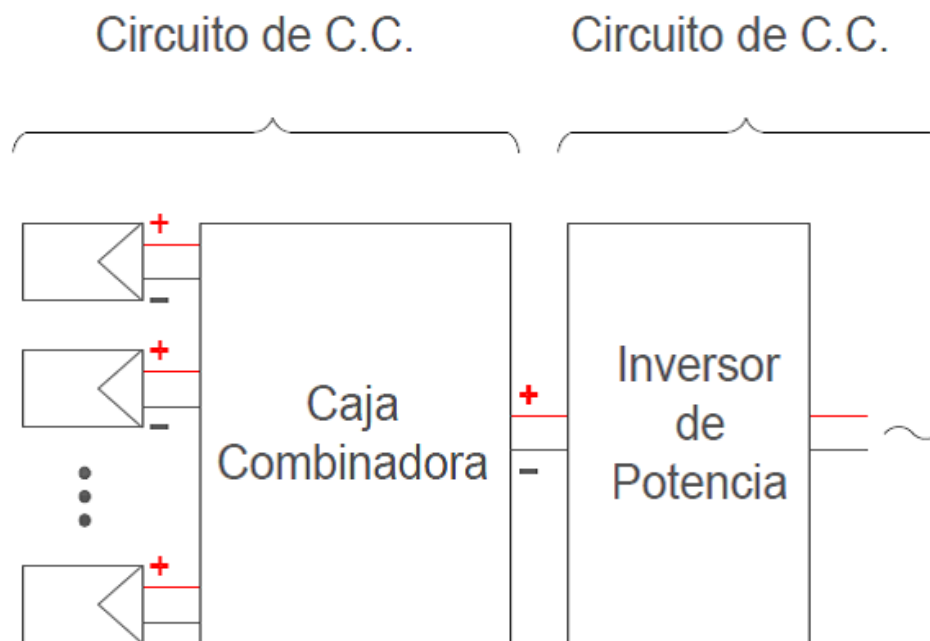 Circuito de C.C.
Circuito de C.C.
+
-
+
-
+
+
-
Caja
Combinadora
Inversor
de
Potencia